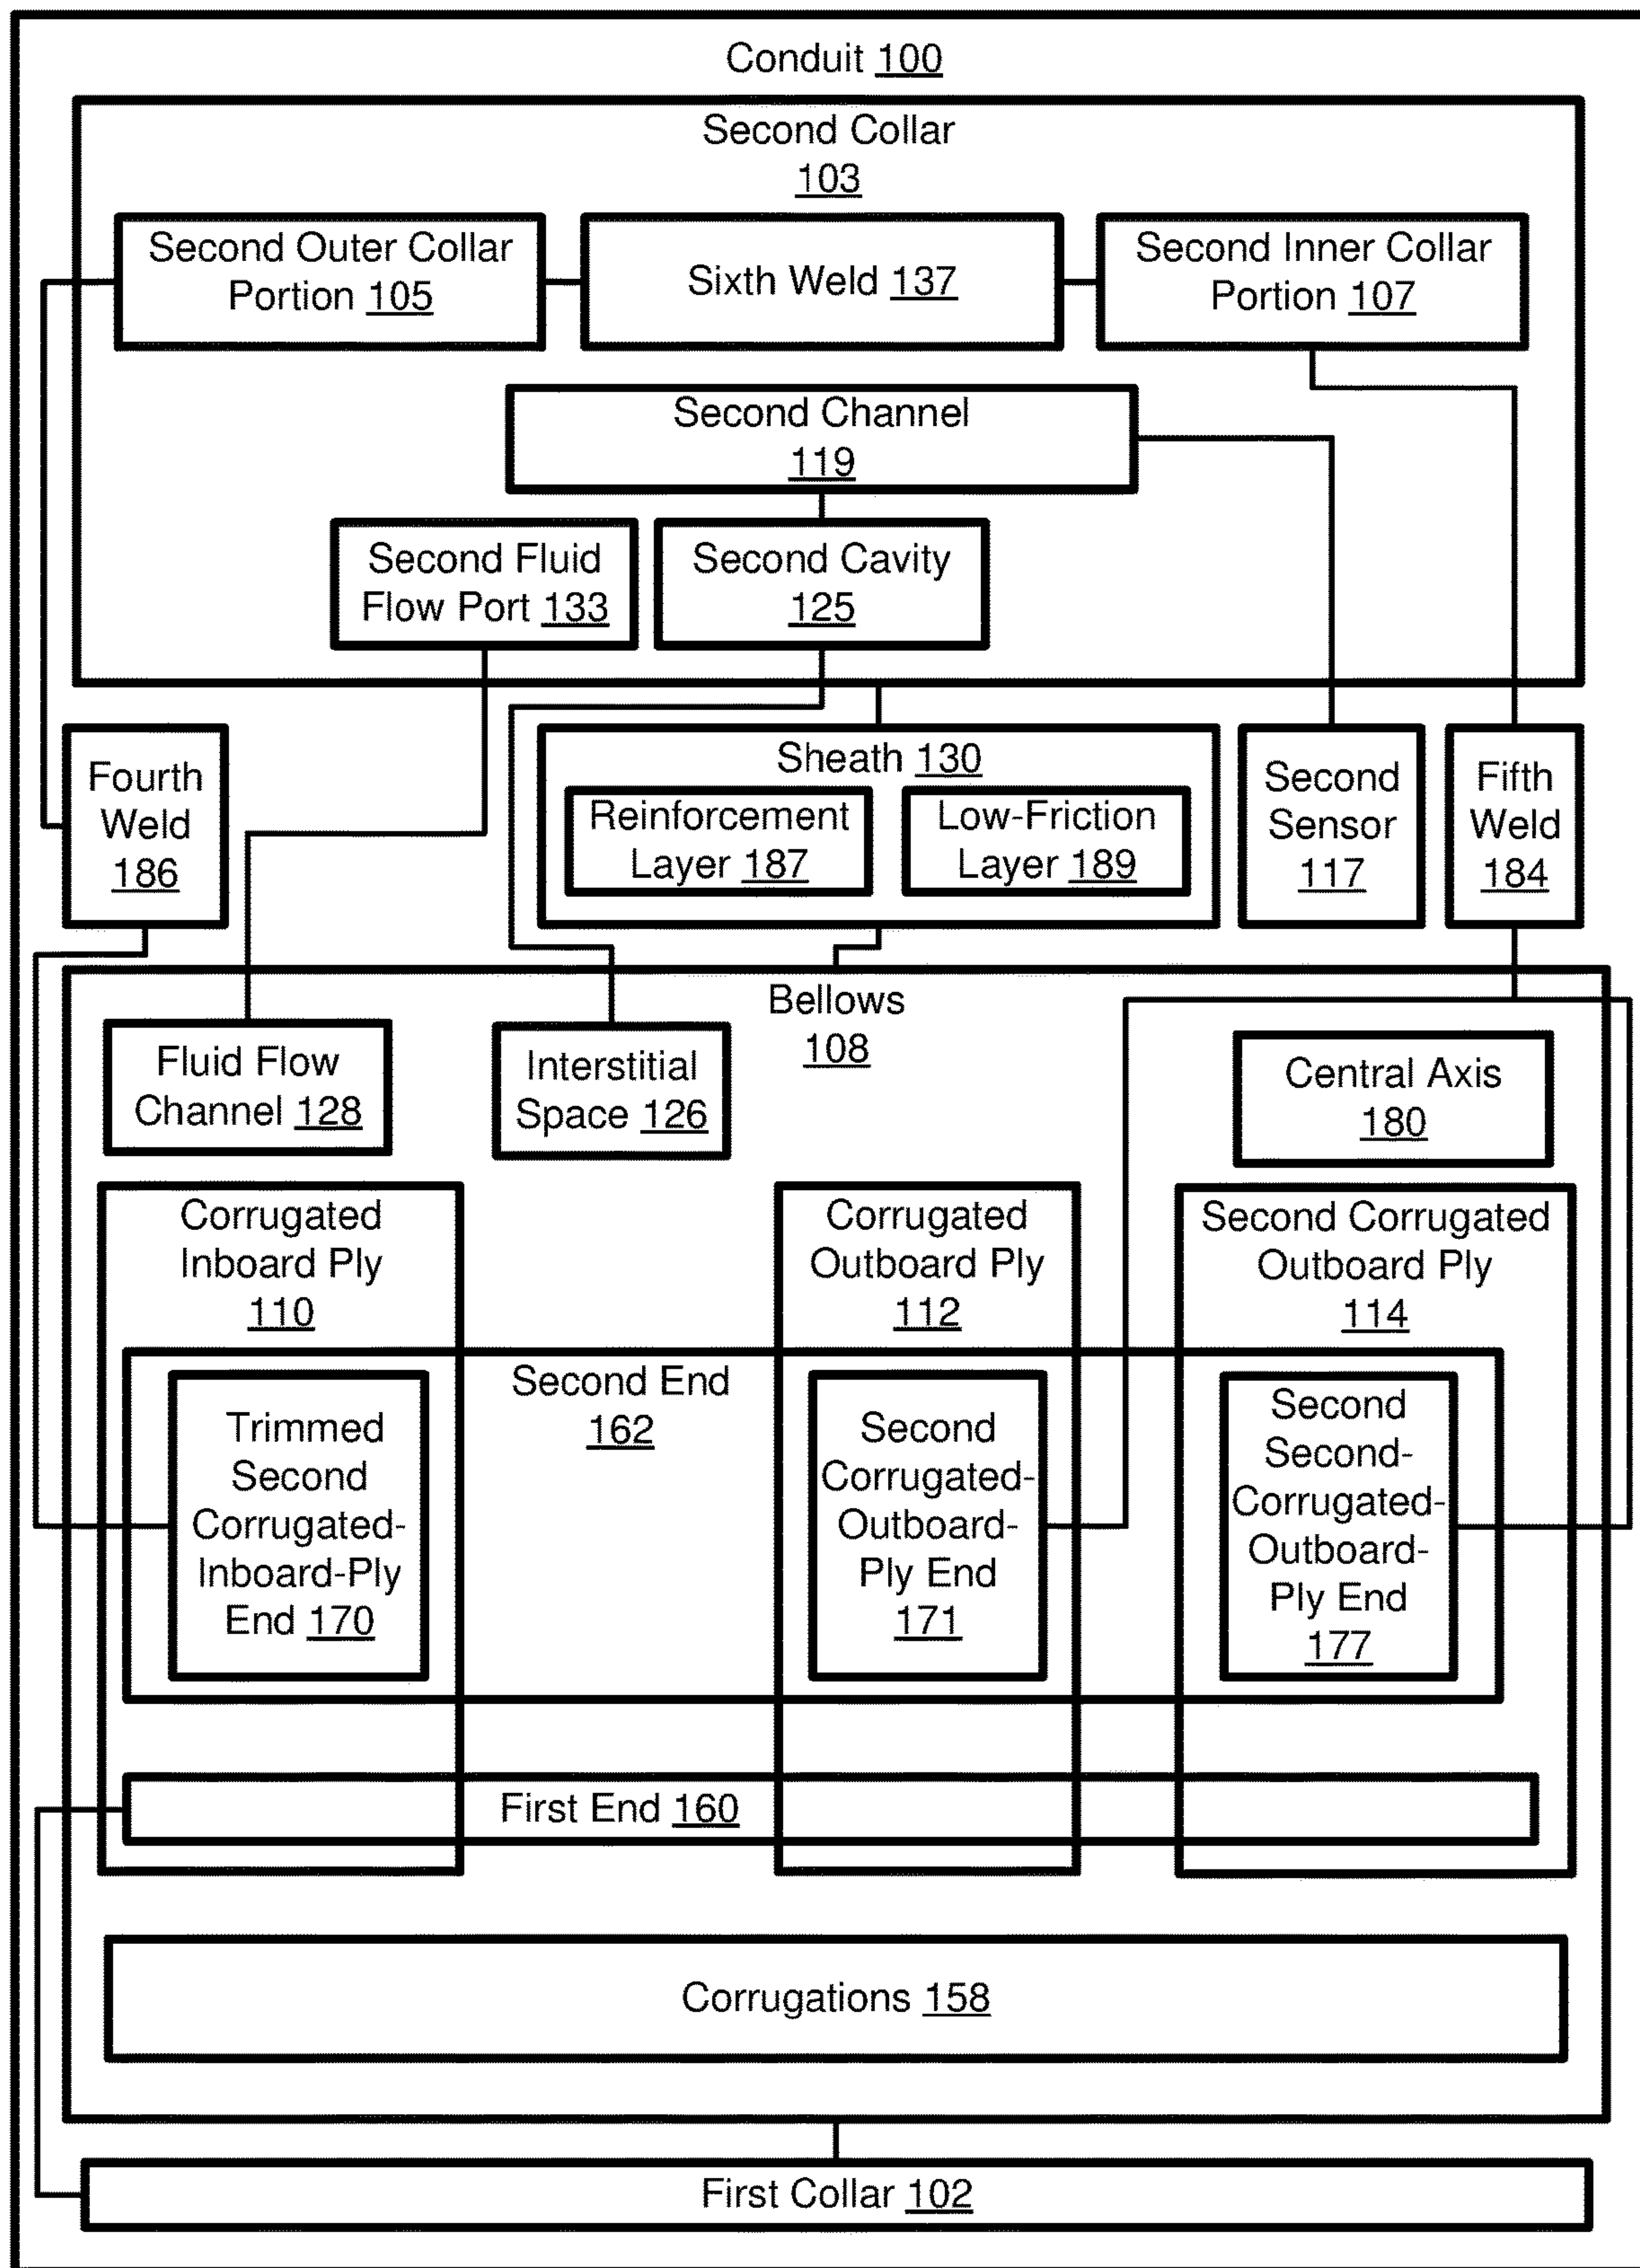 Conduit 100
Second Collar
103
Second Outer Collar
Portion 105
Sixth Weld 137
Second Inner Collar
Portion 107
Second Channel
119
Second Fluid
Flow Port 133
Second Cavity
125
Fourth
Weld
186
Sheath 130
Reinforcement
Layer 187
Low-Friction
Layer 189
Second
Sensor
117
Fifth
Weld
184
Bellows
108
Fluid Flow
Channel 128
Interstitial
Space 126
Central Axis
180
Corrugated
Inboard Ply
110
Corrugated
Outboard Ply
112
Second Corrugated
Outboard Ply
114
Second End
162
Trimmed
Second
Corrugated-
Inboard-Ply
End 170
Second
Corrugated-
Outboard-
Ply End
171
Second
Second-
Corrugated-
Outboard-
Ply End
177
First End 160
Corrugations 158
First Collar 102